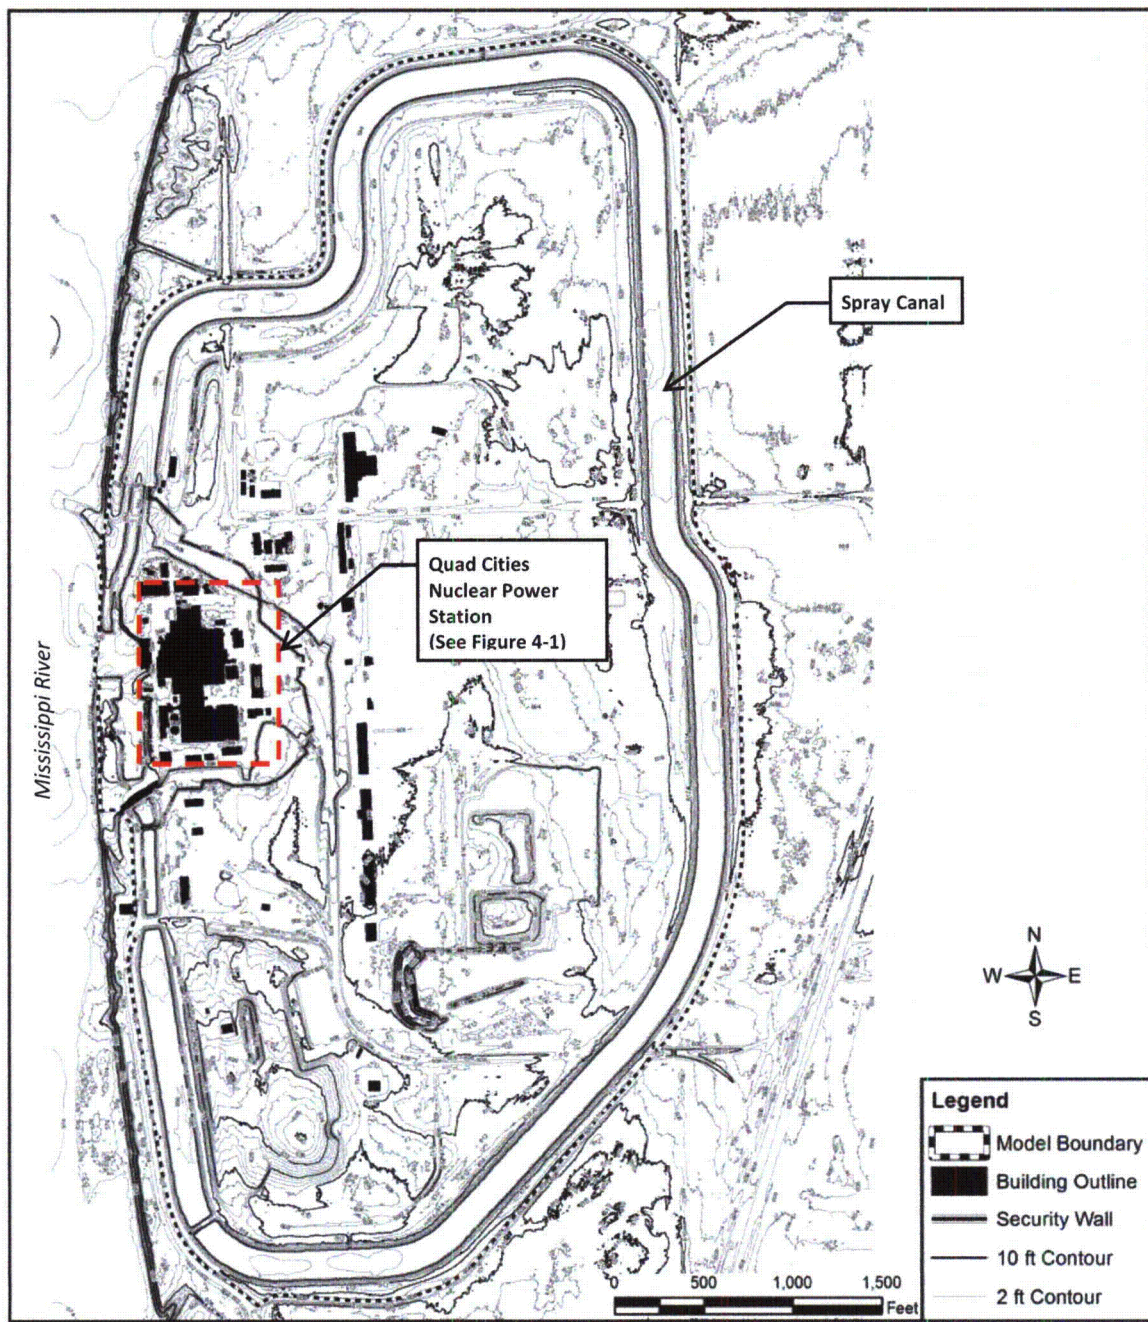 Spray Canal
Quad Cities
Nuclear Power
Station
(See Figure 4-1)
Mississippi River
N
W
E
S
Legend
Model Boundary
Building Outline
Security Wall
10 ft Contour
2 ft Contour
0 500 1,000 1,500
Feet